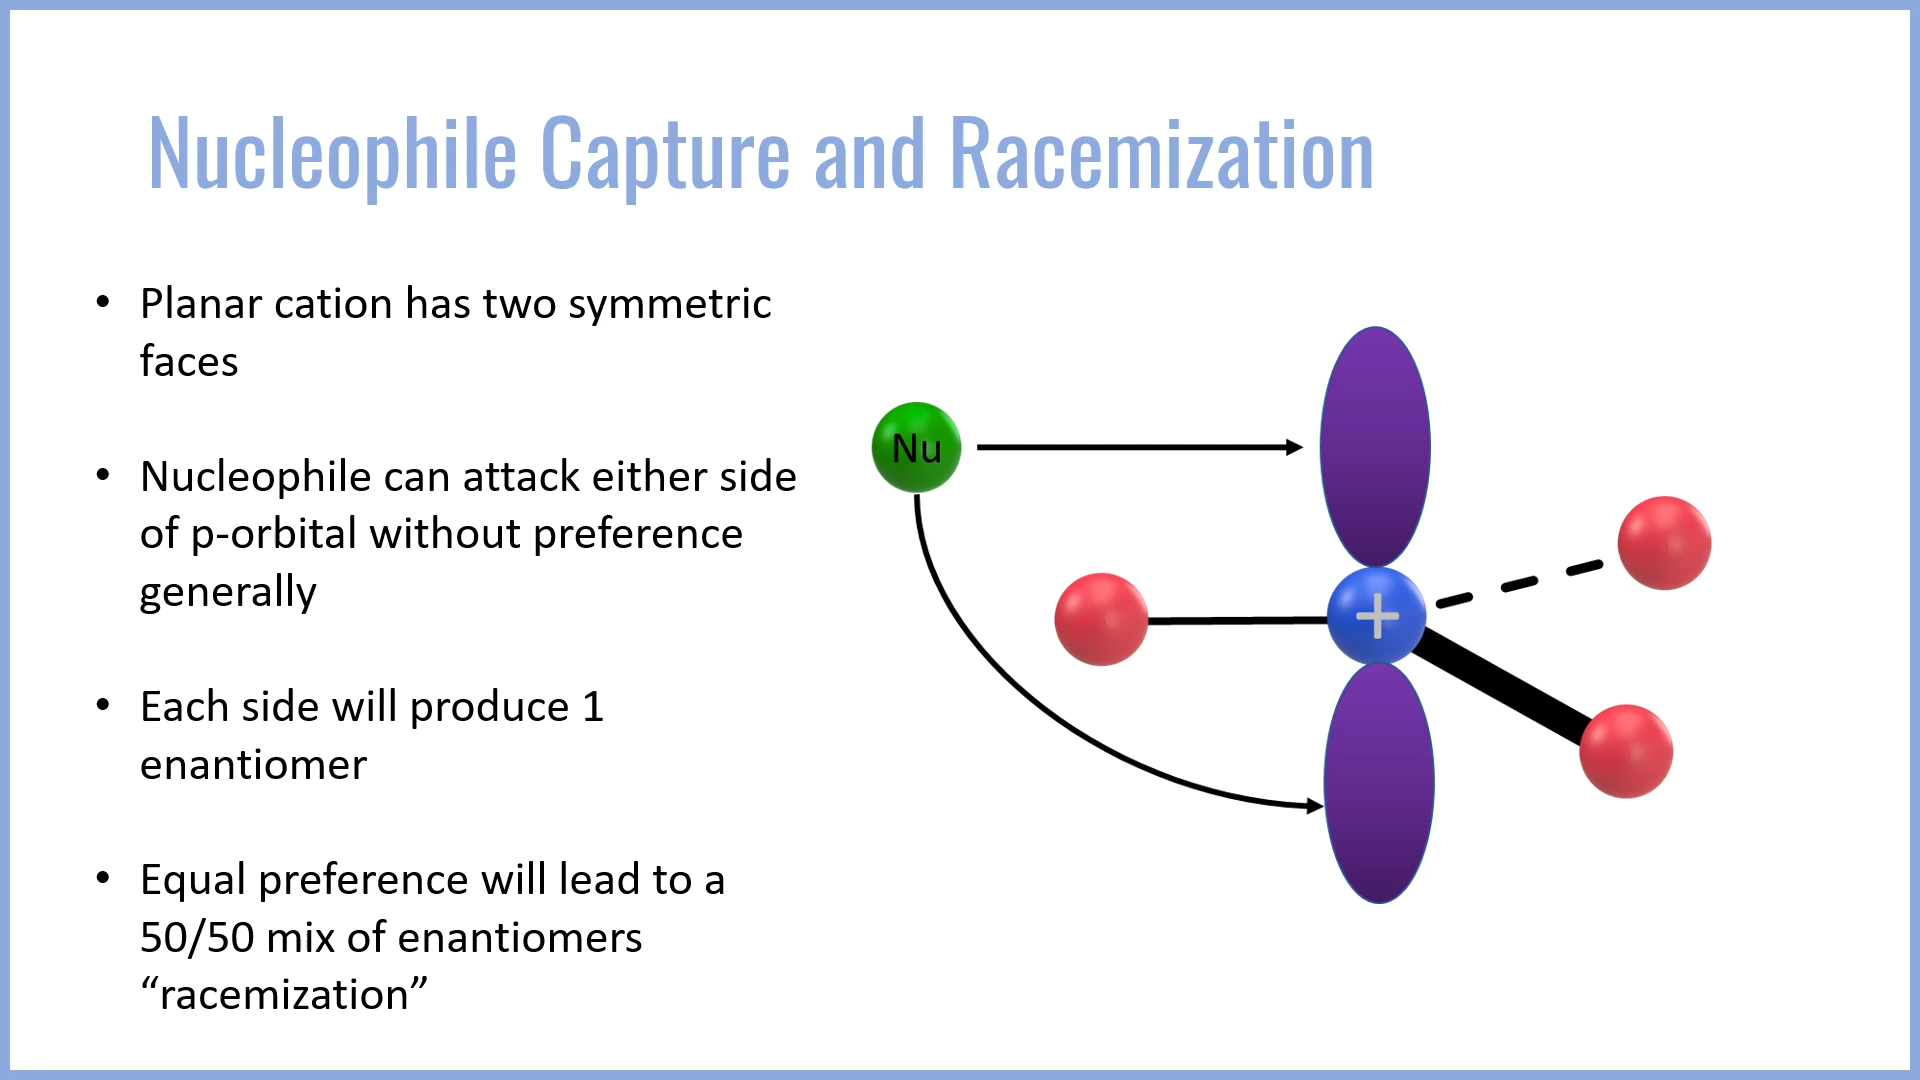 Nucleophile Capture and Racemization
• Planar cation has two symmetric
faces
• Nucleophile can attack either side
of p-orbital without preference
generally
• Each side will produce 1
enantiomer
• Equal preference will lead to a
50/50 mix of enantiomers
“racemization”
Nu
+